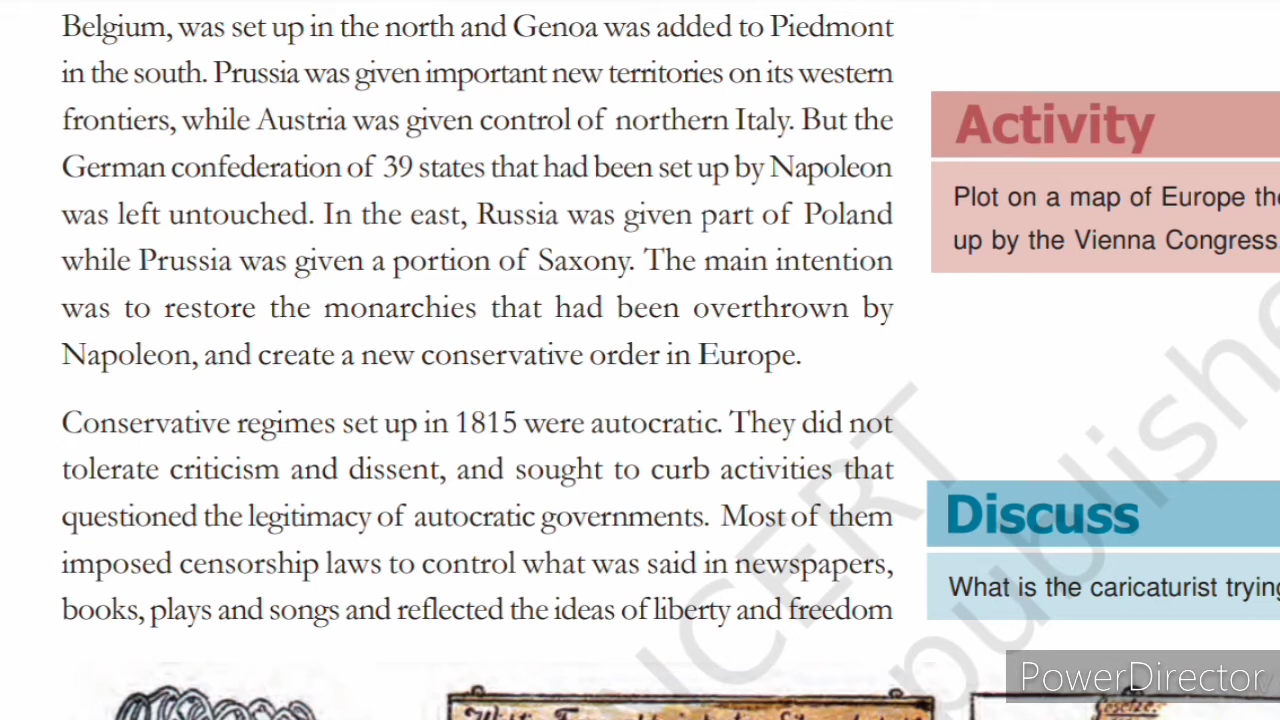 Belgium, was set up in the north and Genoa was added to Piedmont
in the south. Prussia was given important new territories on its western
frontiers, while Austria was given control of northern Italy. But the
German confederation of 39 states that had been set up by Napoleon
was left untouched. In the east, Russia was given part of Poland
while Prussia was given a portion of Saxony. The main intention
was to restore the monarchies that had been overthrown by
Napoleon, and create a new conservative order in Europe.
Conservative regimes set up in 1815 were autocratic. They did not
tolerate criticism and dissent, and sought to curb activities that
questioned the legitimacy of autocratic governments. Most of them
imposed censorship laws to control what was said in newspapers,
books, plays and songs and reflected the ideas of liberty and freedom
Activity
Plot on a map of Europe the
up by the Vienna Congress.
Discuss
What is the caricaturist trying
NCERT
publishe
PowerDirector